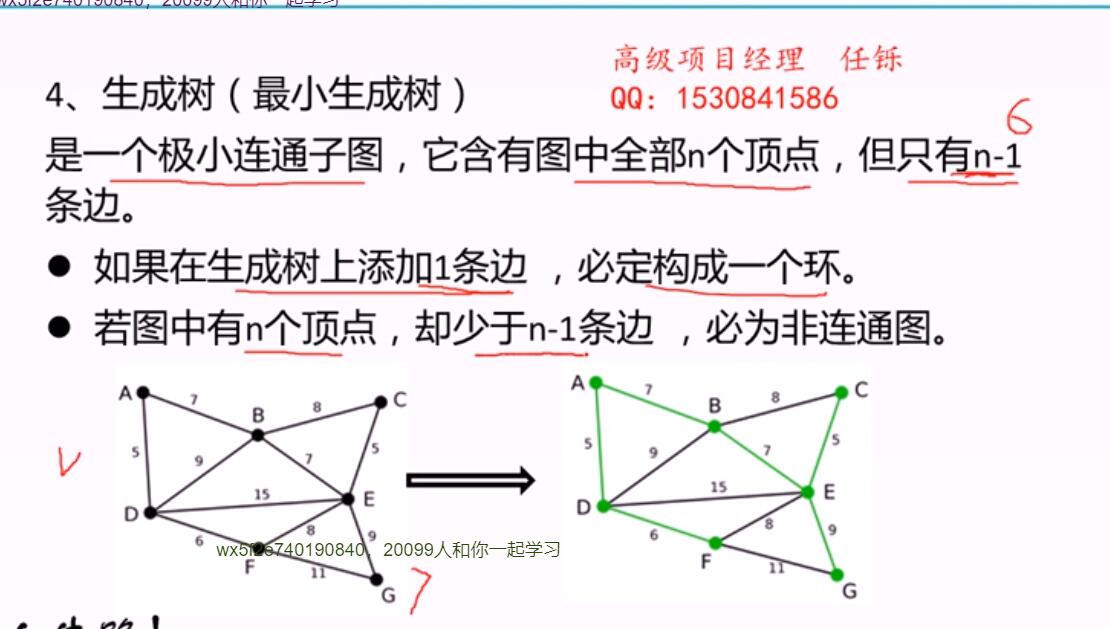 wx5f2e740190840，20099人和你一起学习
高级项目经理 任铄
QQ：1530841586
4、生成树（最小生成树）
6
是一个极小连通子图，它含有图中全部n个顶点，但只有n-1
条边。
● 如果在生成树上添加1条边 ，必定构成一个环。
● 若图中有n个顶点，却少于n-1条边 ，必为非连通图。
A 7 B 8 C
5 9 7 5
D 15 E
6 8 9
F 11 G
7
A 7 B 8 C
5 9 7 5
D 15 E
6 8 9
F 11 G
wx5f2e740190840，20099人和你一起学习